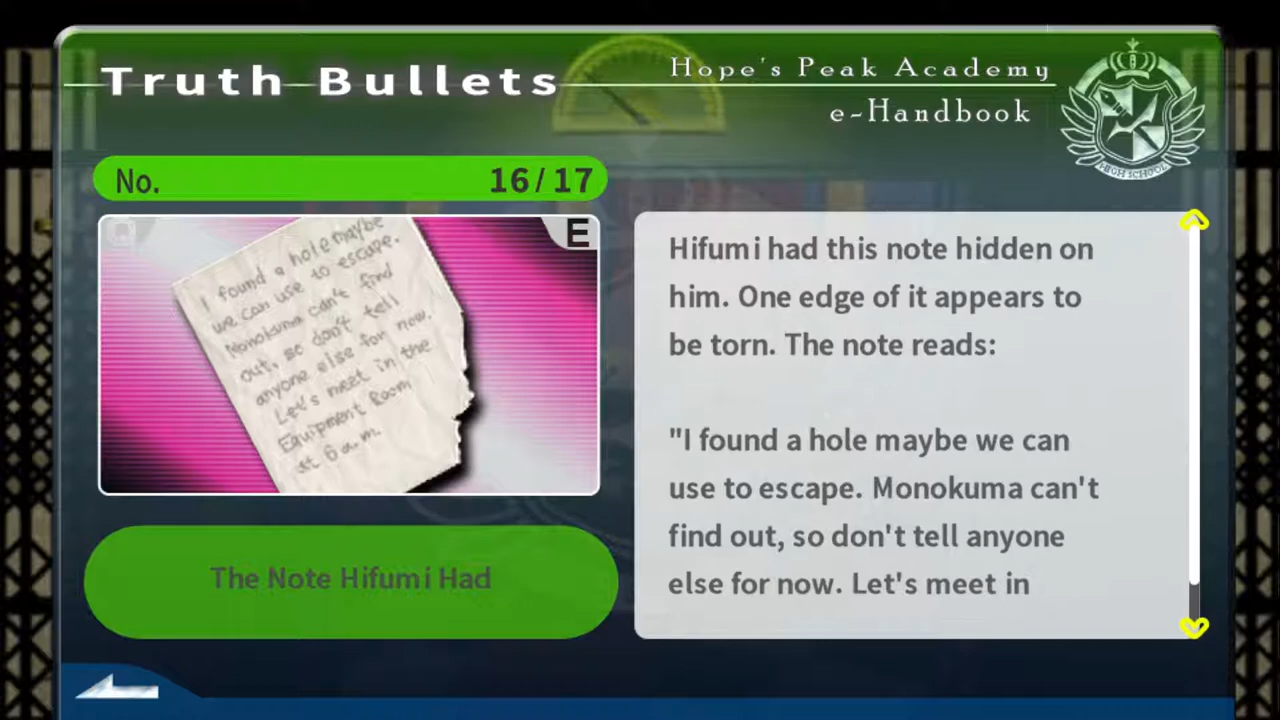 Truth Bullets
Hope's Peak Academy
e-Handbook
HIGH SCHOOL
No. 16/17
E
I found a hole maybe
we can use to escape.
Monokuma can't find
out, so don't tell
anyone else for now.
Let's meet in the
Equipment Room
at 6 a.m.
The Note Hifumi Had
Hifumi had this note hidden on
him. One edge of it appears to
be torn. The note reads:
"I found a hole maybe we can
use to escape. Monokuma can't
find out, so don't tell anyone
else for now. Let's meet in